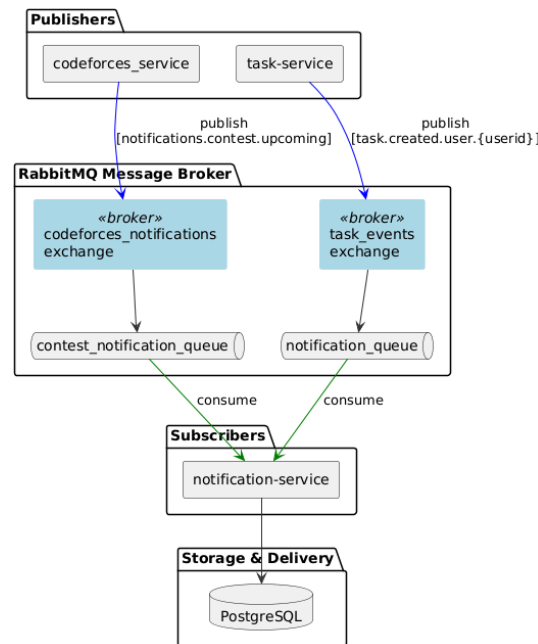 Publishers
codeforces_service
task-service
publish
[notifications.contest.upcoming]
publish
[task.created.user.{userid}]
RabbitMQ Message Broker
«broker»
codeforces_notifications
exchange
«broker»
task_events
exchange
contest_notification_queue
notification_queue
consume
consume
Subscribers
notification-service
Storage & Delivery
PostgreSQL